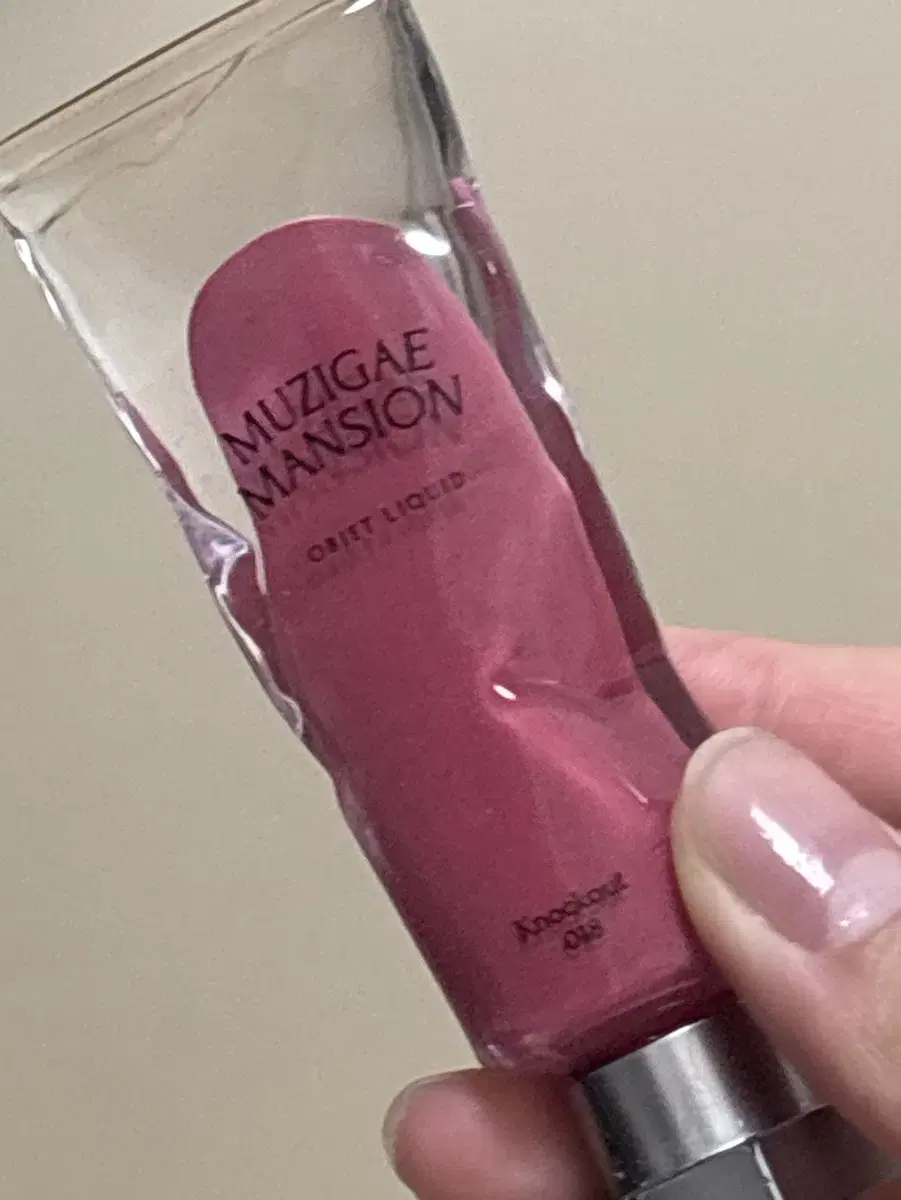 MUZIGAE
MANSION
OBJET LIQUID
Knockout
018